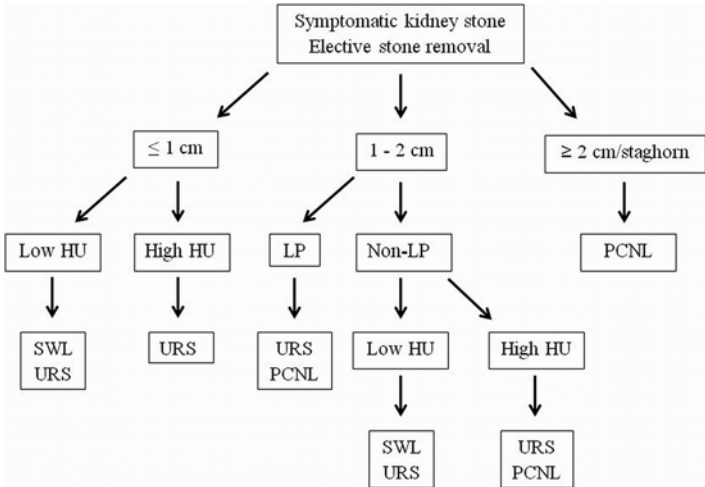 Symptomatic kidney stone
Elective stone removal
≤ 1 cm
1 - 2 cm
≥ 2 cm/staghorn
Low HU
High HU
LP
Non-LP
PCNL
SWL
URS
URS
URS
PCNL
Low HU
High HU
SWL
URS
URS
PCNL